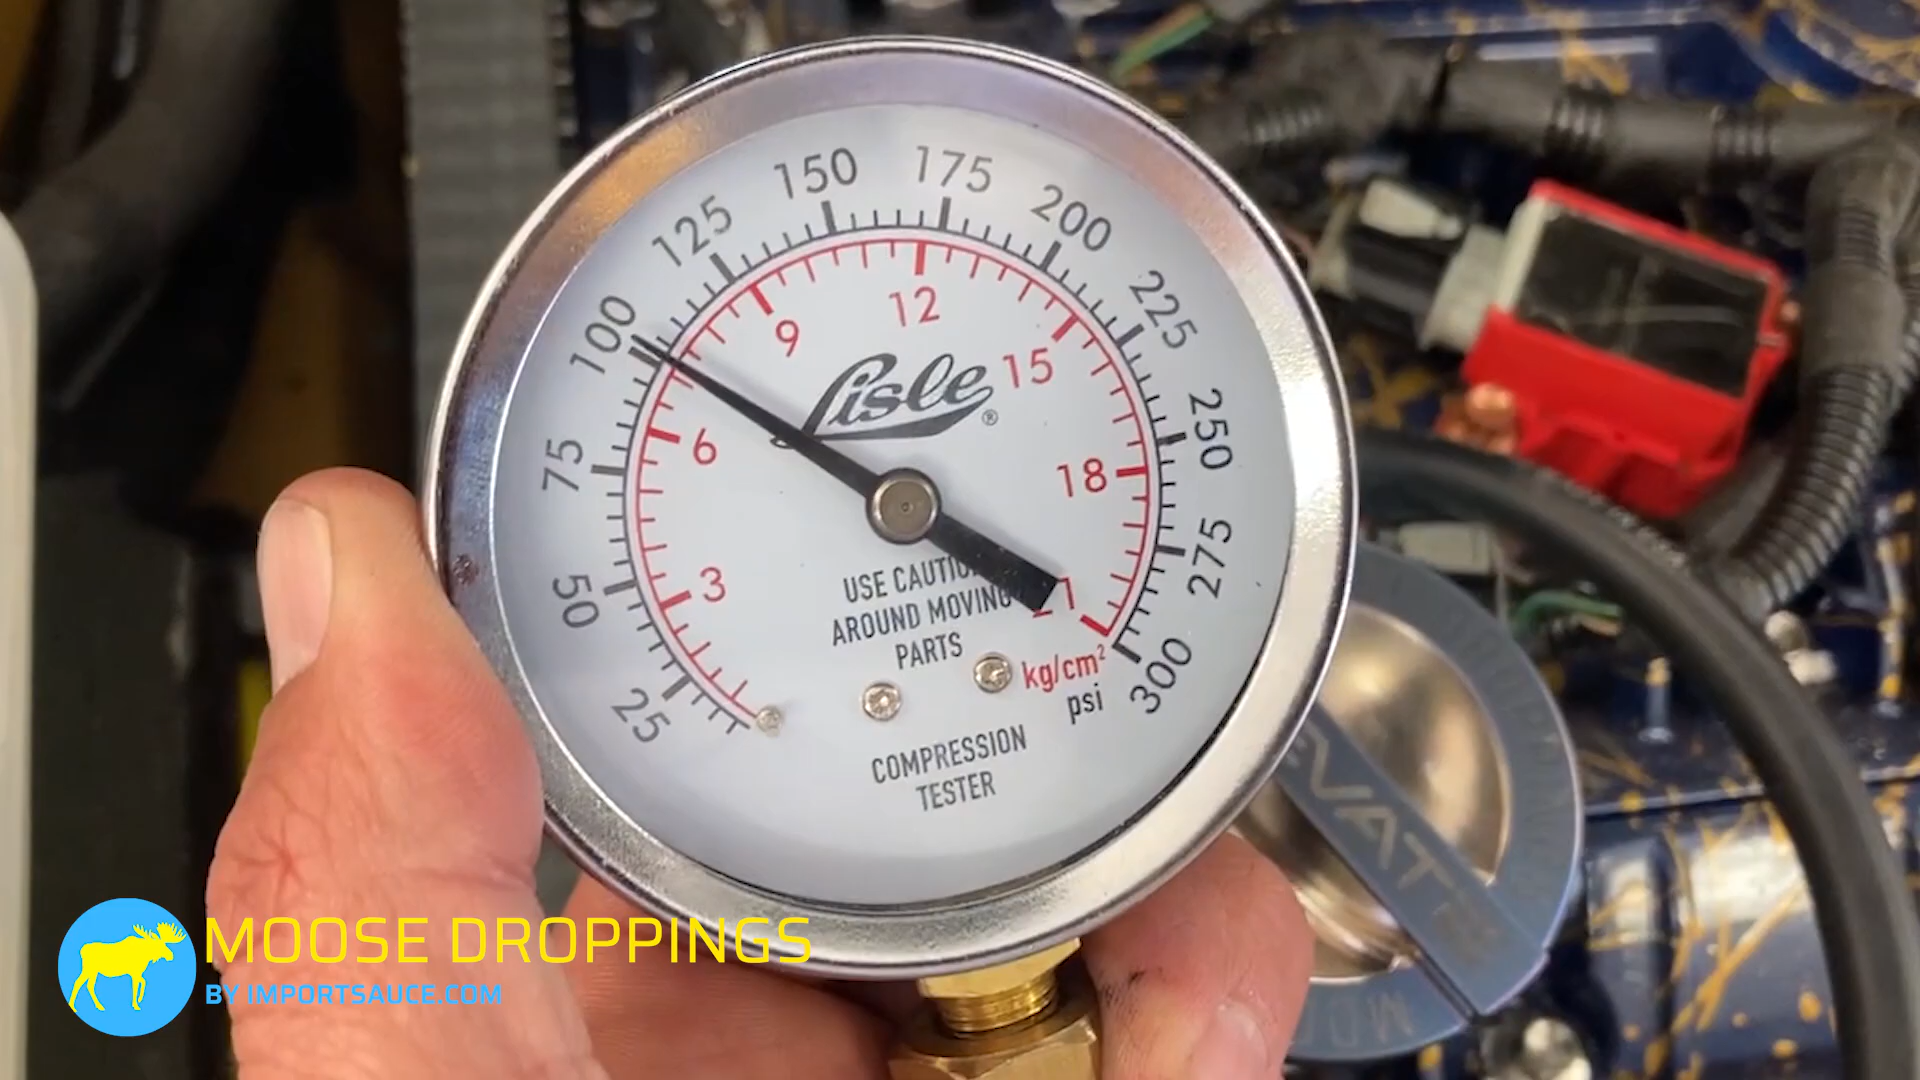 150
175
125
200
100
225
9
12
15
Lisle®
75
6
18
250
50
3
275
USE CAUTION
AROUND MOVING
PARTS
21
25
kg/cm²
psi
300
COMPRESSION
TESTER
MOOSE DROPPINGS
BY IMPORTSAUCE.COM